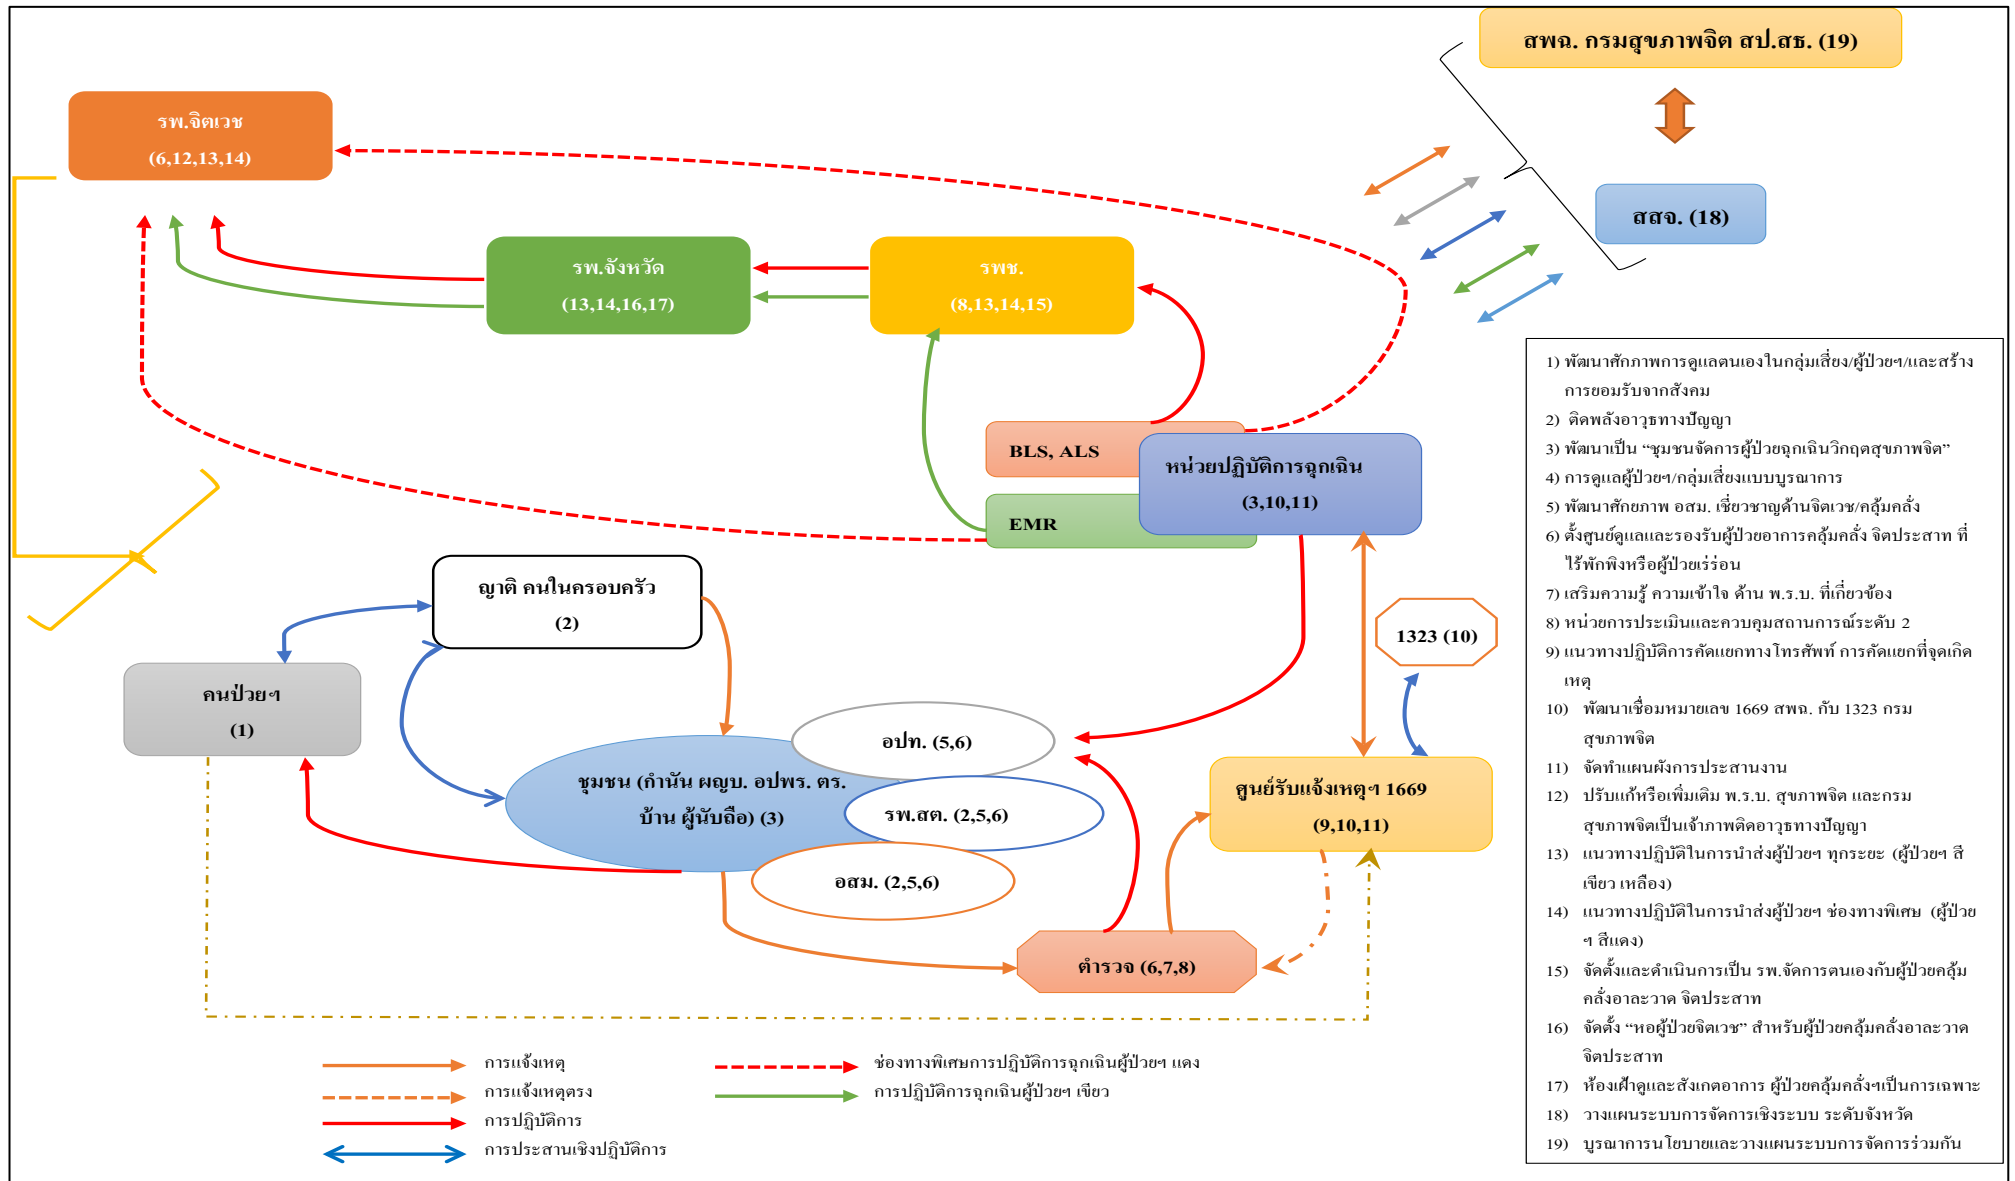 สพฉ. กรมสุขภาพจิต สป.สธ. (19)
รพ.จิตเวช
(6,12,13,14)
สสจ. (18)
รพ.จังหวัด
(13,14,16,17)
รพช.
(8,13,14,15)
BLS, ALS
หน่วยปฏิบัติการฉุกเฉิน
(3,10,11)
EMR
ญาติ คนในครอบครัว
(2)
1323 (10)
คนป่วยฯ
(1)
อปท. (5,6)
ชุมชน (กำนัน ผญบ. อปพร. ตร.
บ้าน ผู้นับถือ) (3)
รพ.สต. (2,5,6)
อสม. (2,5,6)
ศูนย์รับแจ้งเหตุฯ 1669
(9,10,11)
ตำรวจ (6,7,8)
1) พัฒนาศักภาพการดูแลตนเองในกลุ่มเสี่ยง/ผู้ป่วยฯ/และสร้าง
การยอมรับจากสังคม
2) ติดพลังอาวุธทางปัญญา
3) พัฒนาเป็น “ชุมชนจัดการผู้ป่วยฉุกเฉินวิกฤตสุขภาพจิต”
4) การดูแลผู้ป่วยฯ/กลุ่มเสี่ยงแบบบูรณาการ
5) พัฒนาศักยภาพ อสม. เชี่ยวชาญด้านจิตเวช/คลุ้มคลั่ง
6) ตั้งศูนย์ดูแลและรองรับผู้ป่วยอาการคลุ้มคลั่ง จิตประสาท ที่
ไร้พักพิงหรือผู้ป่วยเร่ร่อน
7) เสริมความรู้ ความเข้าใจ ด้าน พ.ร.บ. ที่เกี่ยวข้อง
8) หน่วยการประเมินและควบคุมสถานการณ์ระดับ 2
9) แนวทางปฏิบัติการคัดแยกทางโทรศัพท์ การคัดแยกที่จุดเกิด
เหตุ
10) พัฒนาเชื่อมหมายเลข 1669 สพฉ. กับ 1323 กรม
สุขภาพจิต
11) จัดทำแผนผังการประสานงาน
12) ปรับแก้หรือเพิ่มเติม พ.ร.บ. สุขภาพจิต และกรม
สุขภาพจิตเป็นเจ้าภาพติดอาวุธทางปัญญา
13) แนวทางปฏิบัติในการนำส่งผู้ป่วยฯ ทุกระยะ (ผู้ป่วยฯ สี
เขียว เหลือง)
14) แนวทางปฏิบัติในการนำส่งผู้ป่วยฯ ช่องทางพิเศษ (ผู้ป่วย
ฯ สีแดง)
15) จัดตั้งและดำเนินการเป็น รพ.จัดการตนเองกับผู้ป่วยคลุ้ม
คลั่งอาละวาด จิตประสาท
16) จัดตั้ง “หอผู้ป่วยจิตเวช” สำหรับผู้ป่วยคลุ้มคลั่งอาละวาด
จิตประสาท
17) ห้องเฝ้าดูและสังเกตอาการ ผู้ป่วยคลุ้มคลั่งฯเป็นการเฉพาะ
18) วางแผนระบบการจัดการเชิงระบบ ระดับจังหวัด
19) บูรณาการนโยบายและวางแผนระบบการจัดการร่วมกัน
การแจ้งเหตุ
การแจ้งเหตุตรง
การปฏิบัติการ
การประสานเชิงปฏิบัติการ
ช่องทางพิเศษการปฏิบัติการฉุกเฉินผู้ป่วยฯ แดง
การปฏิบัติการฉุกเฉินผู้ป่วยฯ เขียว